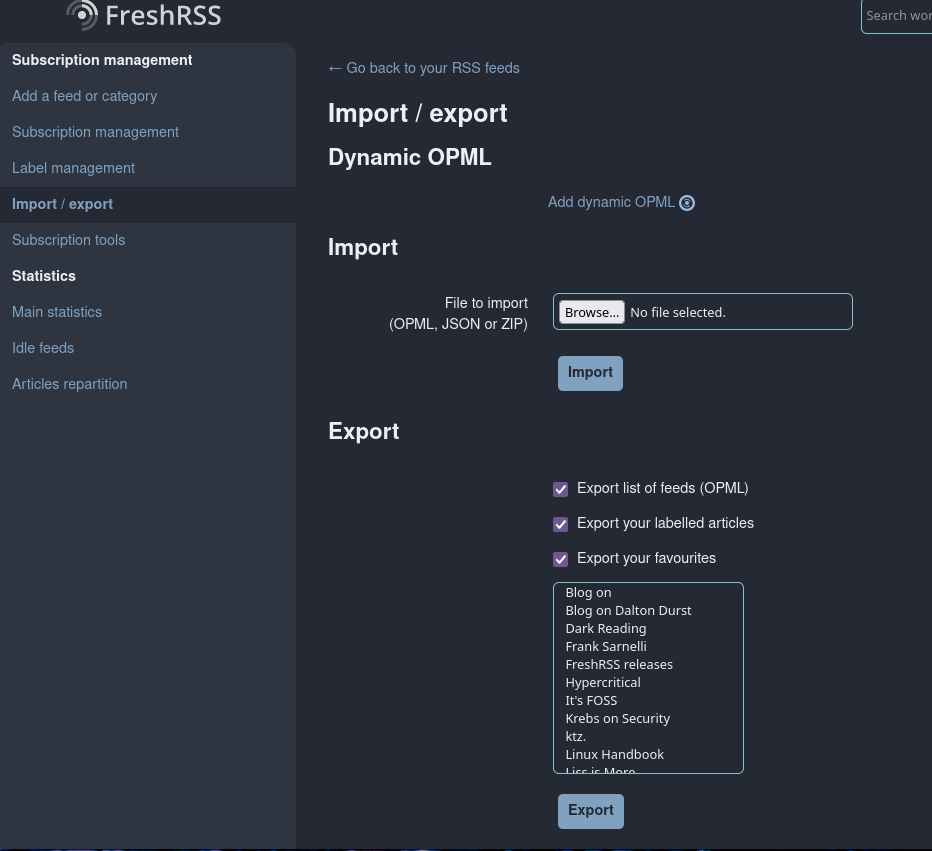 FreshRSS
Search wor
Subscription management
Add a feed or category
Subscription management
Label management
Import / export
Subscription tools
Statistics
Main statistics
Idle feeds
Articles repartition
← Go back to your RSS feeds
Import / export
Dynamic OPML
Add dynamic OPML
Import
File to import
(OPML, JSON or ZIP)
Browse... No file selected.
Import
Export
Export list of feeds (OPML)
Export your labelled articles
Export your favourites
Blog on
Blog on Dalton Durst
Dark Reading
Frank Sarnelli
FreshRSS releases
Hypercritical
It's FOSS
Krebs on Security
ktz.
Linux Handbook
Liss is More
Export